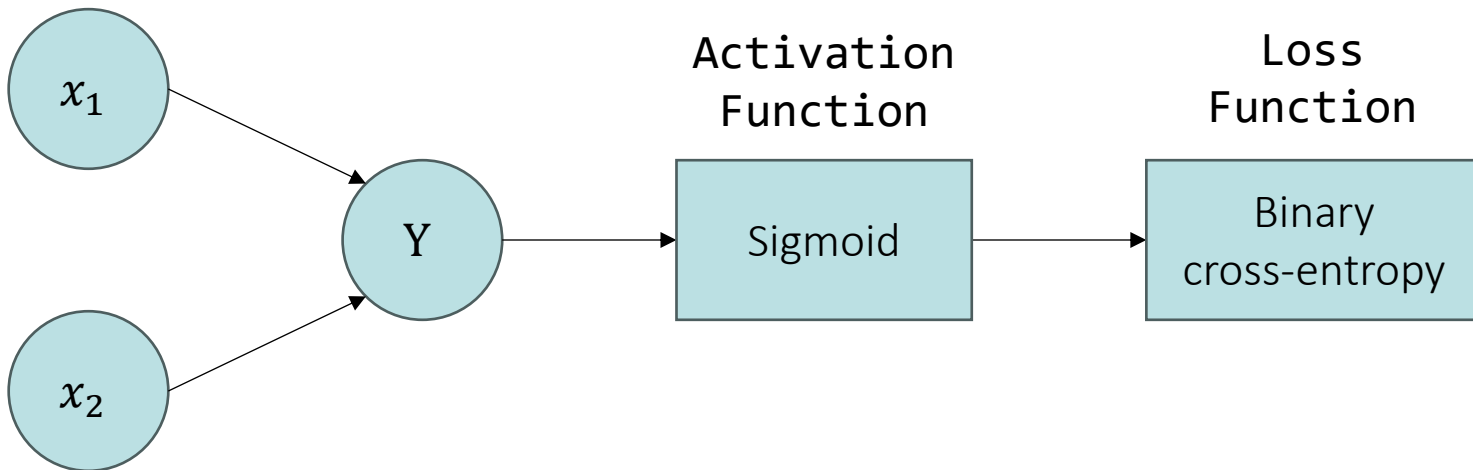 x₁
x₂
Y
Activation
Function
Sigmoid
Loss
Function
Binary
cross-entropy